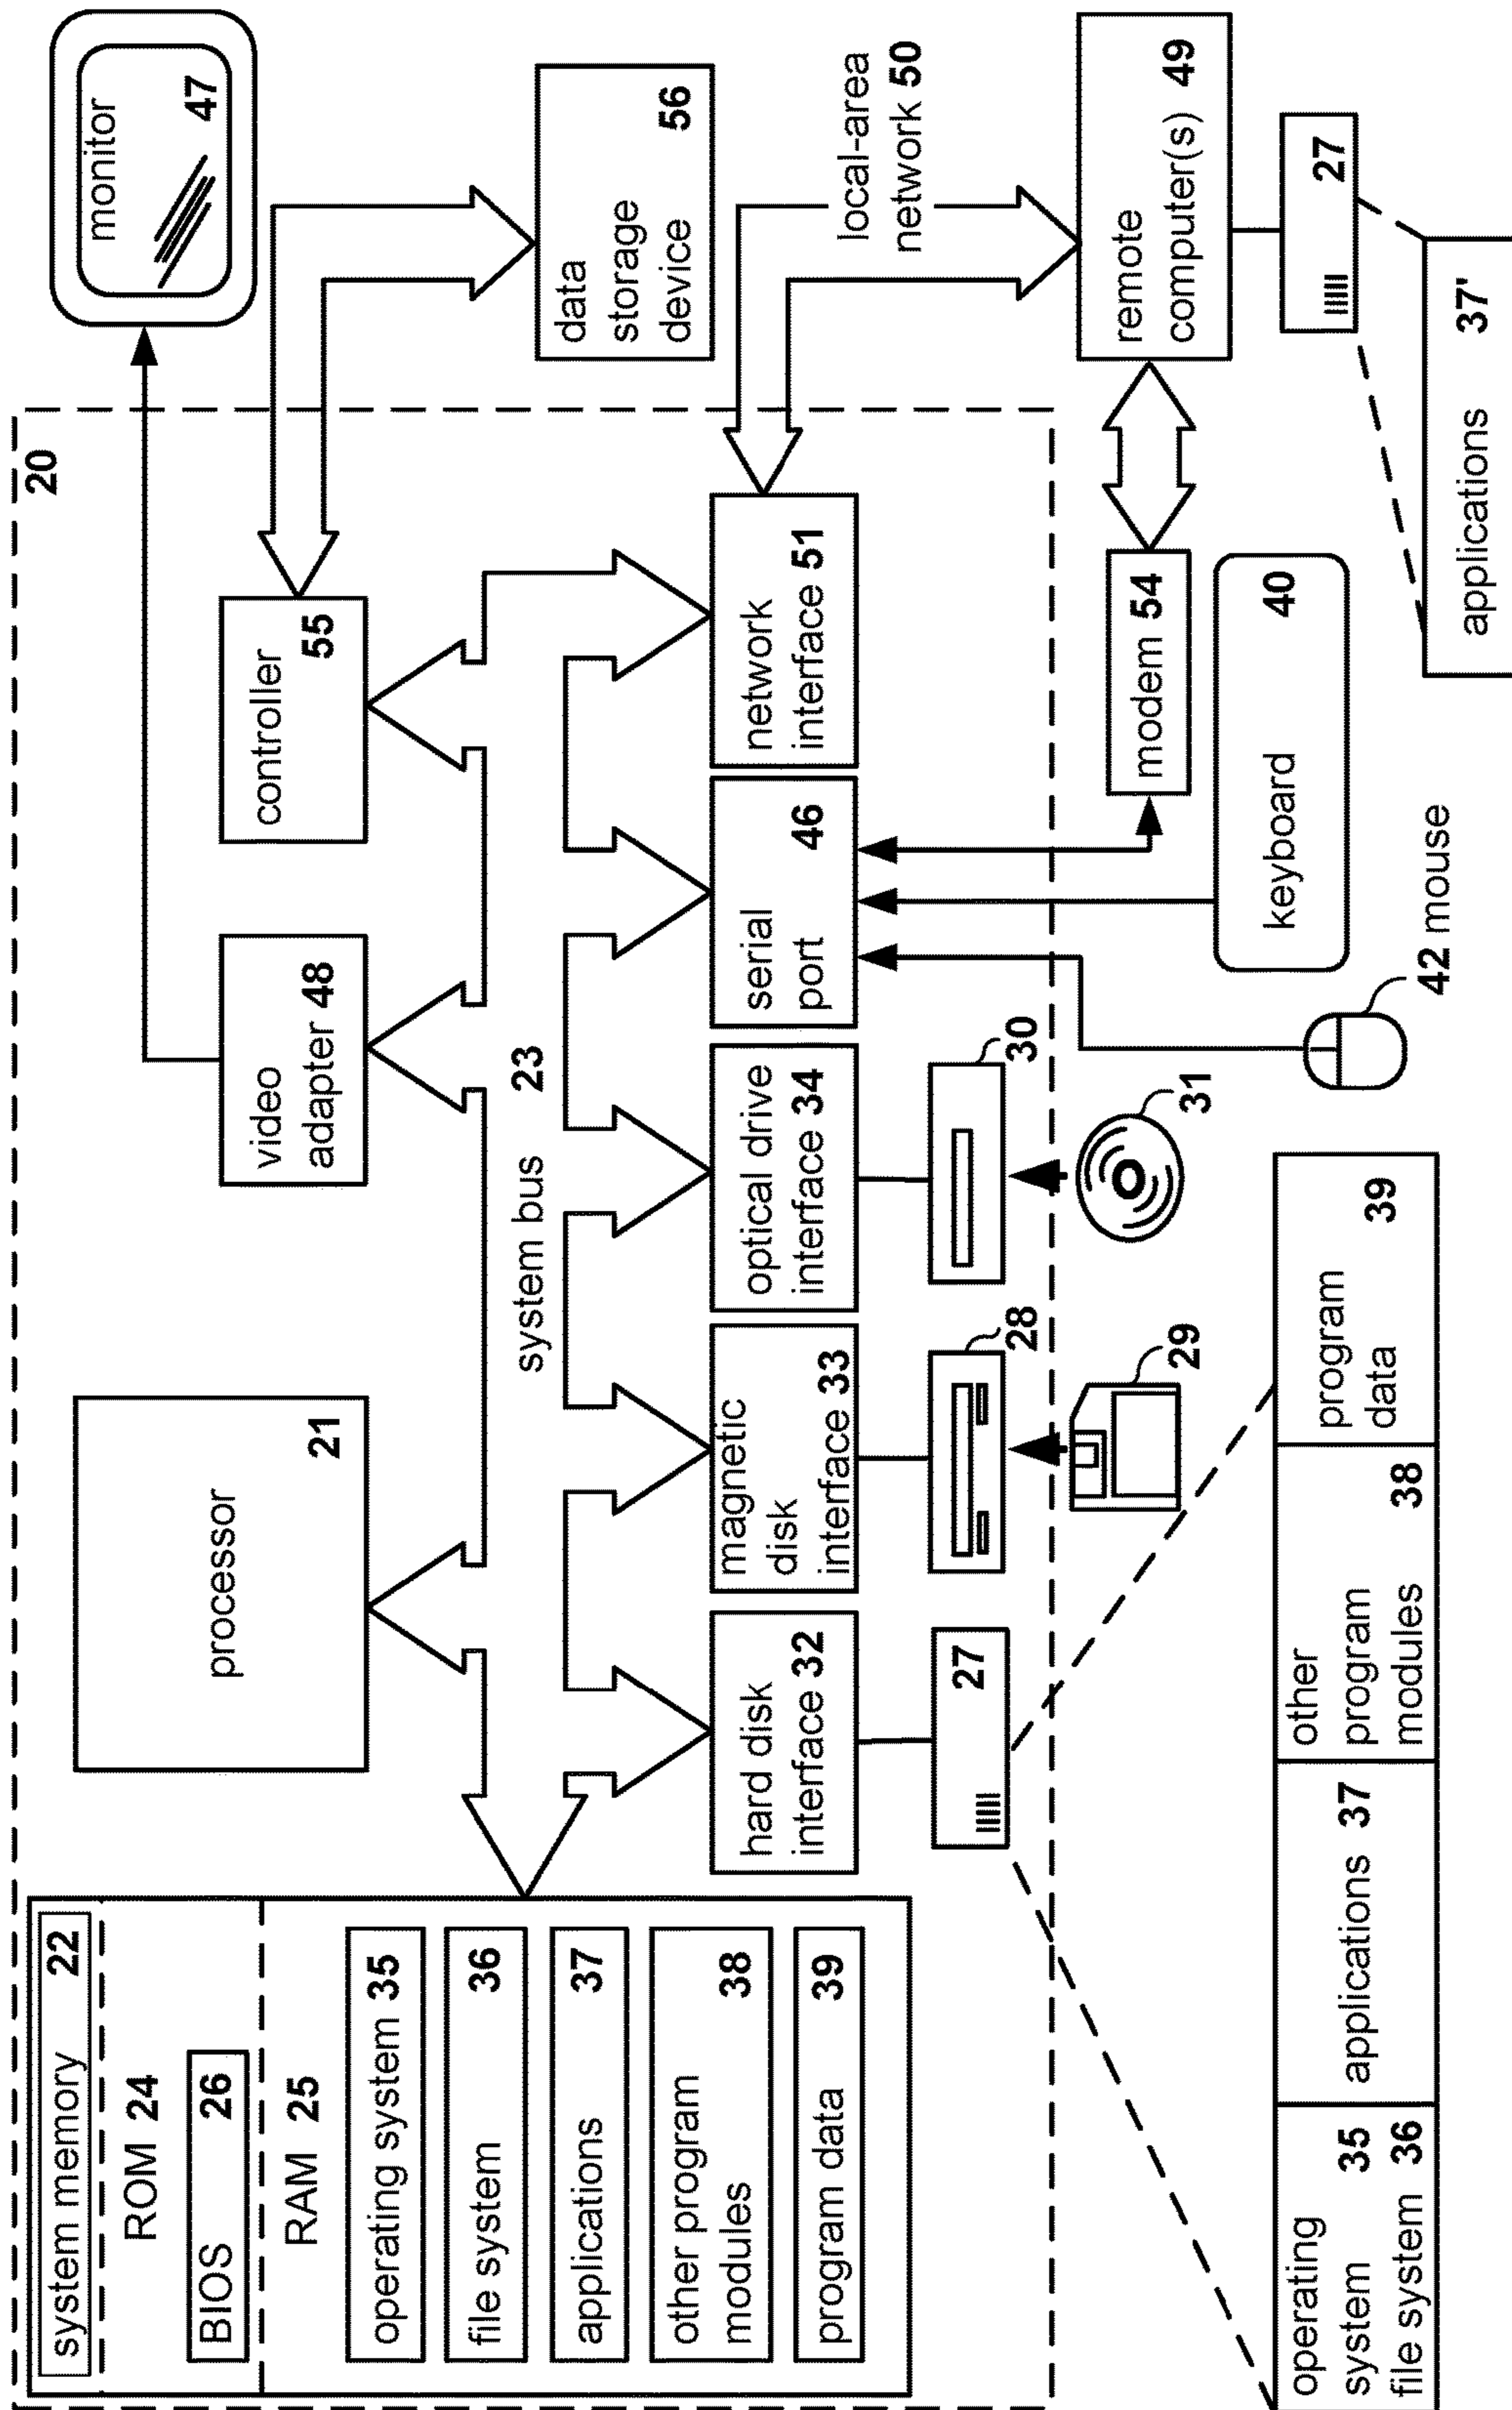 20
system memory 22
ROM 24
BIOS 26
RAM 25
operating system 35
file system 36
applications 37
other program
modules 38
program data 39
processor
21
video
adapter 48
controller
55
monitor
47
system bus 23
data
storage
device 56
hard disk
interface 32
magnetic
disk
interface 33
optical drive
interface 34
serial
port 46
network
interface 51
local-area
network 50
27
28
30
29
31
modem 54
remote
computer(s) 49
keyboard 40
42 mouse
27
operating
system 35
file system 36
applications 37
other
program
modules 38
program
data 39
applications 37'